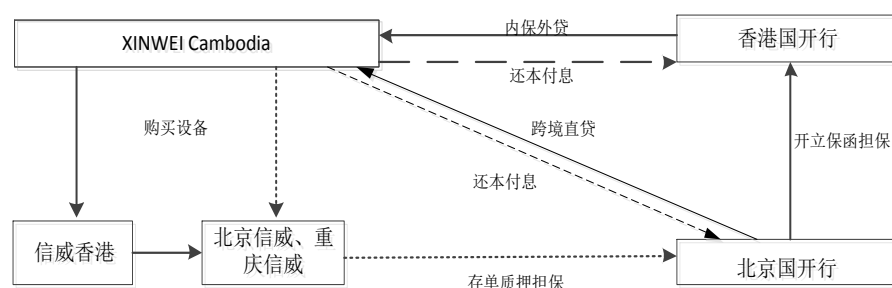 XINWEI Cambodia
内保外贷
香港国开行
还本付息
购买设备
跨境直贷
开立保函担保
还本付息
信威香港
北京信威、重
庆信威
北京国开行
存单质押担保